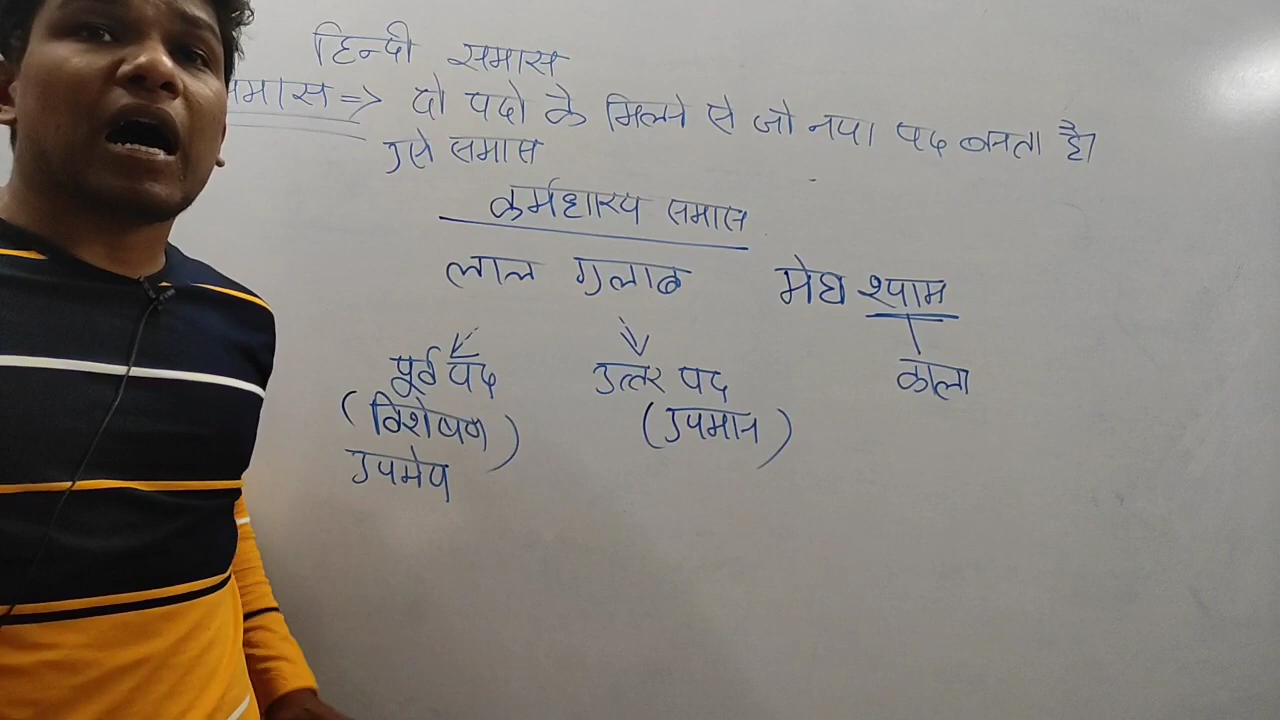 हिन्दी समास
समास => दो पदो के मिलने से जो नया पद बनता है।
उसे समास
कर्मधारय समास
लाल गुलाब मेघ श्याम
पूर्व पद उत्तर पद काला
(विशेषण) (उपमान)
उपमेय